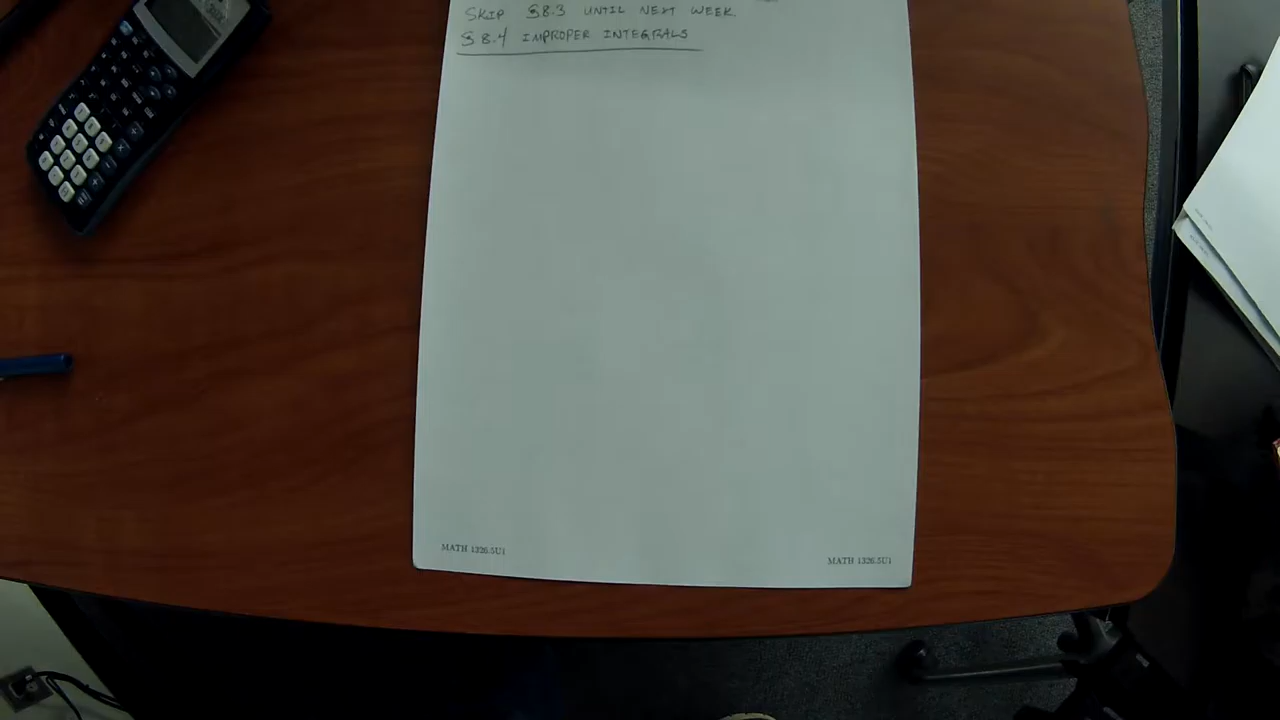 SKIP §8.3 UNTIL NEXT WEEK.
§8.4 IMPROPER INTEGRALS
MATH 1326.5U1 MATH 1326.5U1